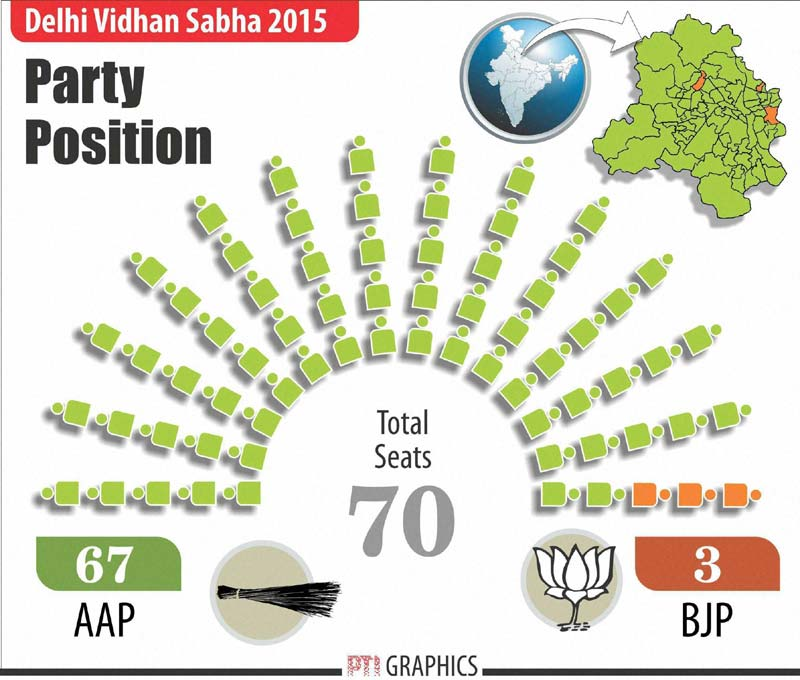 Delhi Vidhan Sabha 2015
Party
Position
Total
Seats
70
67
AAP
3
BJP
PTI GRAPHICS